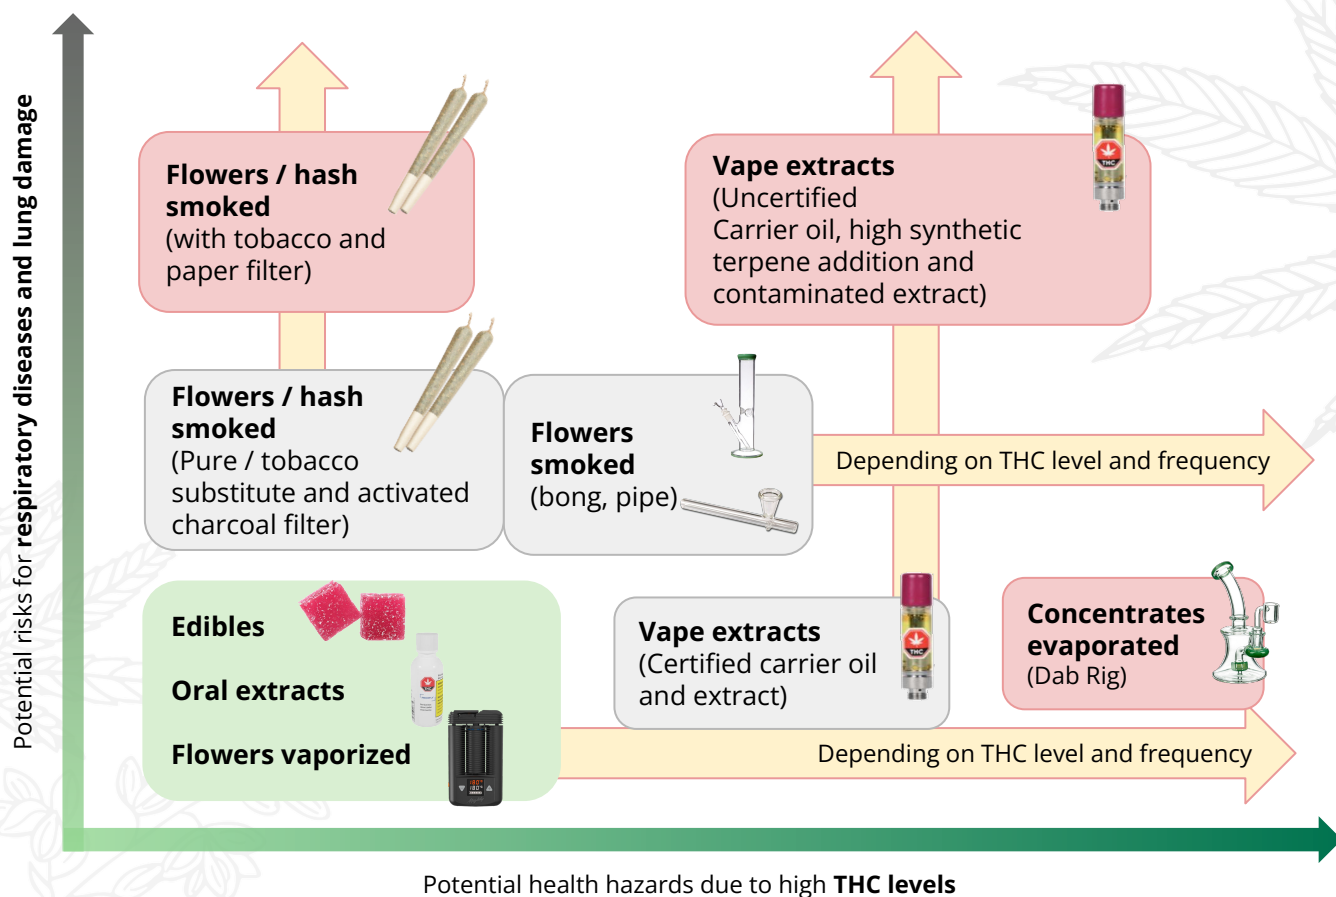 Potential risks for respiratory diseases and lung damage
Flowers / hash
smoked
(with tobacco and
paper filter)
Vape extracts
(Uncertified
Carrier oil, high synthetic
terpene addition and
contaminated extract)
THC
Flowers / hash
smoked
(Pure / tobacco
substitute and activated
charcoal filter)
Flowers
smoked
(bong, pipe)
Depending on THC level and frequency
Edibles
Oral extracts
Flowers vaporized
Vape extracts
(Certified carrier oil
and extract)
THC
Concentrates
evaporated
(Dab Rig)
Depending on THC level and frequency
Potential health hazards due to high THC levels